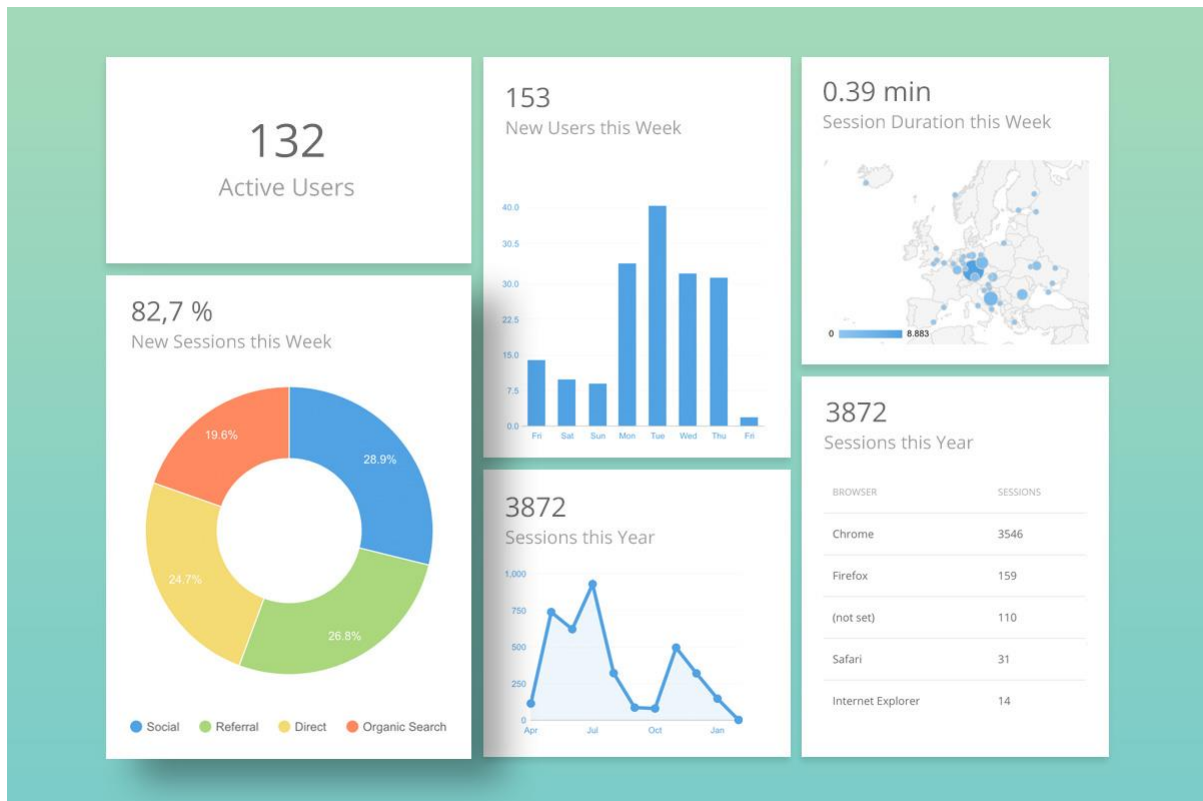 132
Active Users
82,7 %
New Sessions this Week
19.6%
28.9%
24.7%
26.8%
Social Referral Direct Organic Search
153
New Users this Week
40.0
30.5
30.0
22.5
15.0
7.5
0.0
Fri Sat Sun Mon Tue Wed Thu Fri
3872
Sessions this Year
1.000
750
500
250
0
Apr Jul Oct Jan
0.39 min
Session Duration this Week
0 8.883
3872
Sessions this Year
BROWSER SESSIONS
Chrome 3546
Firefox 159
(not set) 110
Safari 31
Internet Explorer 14